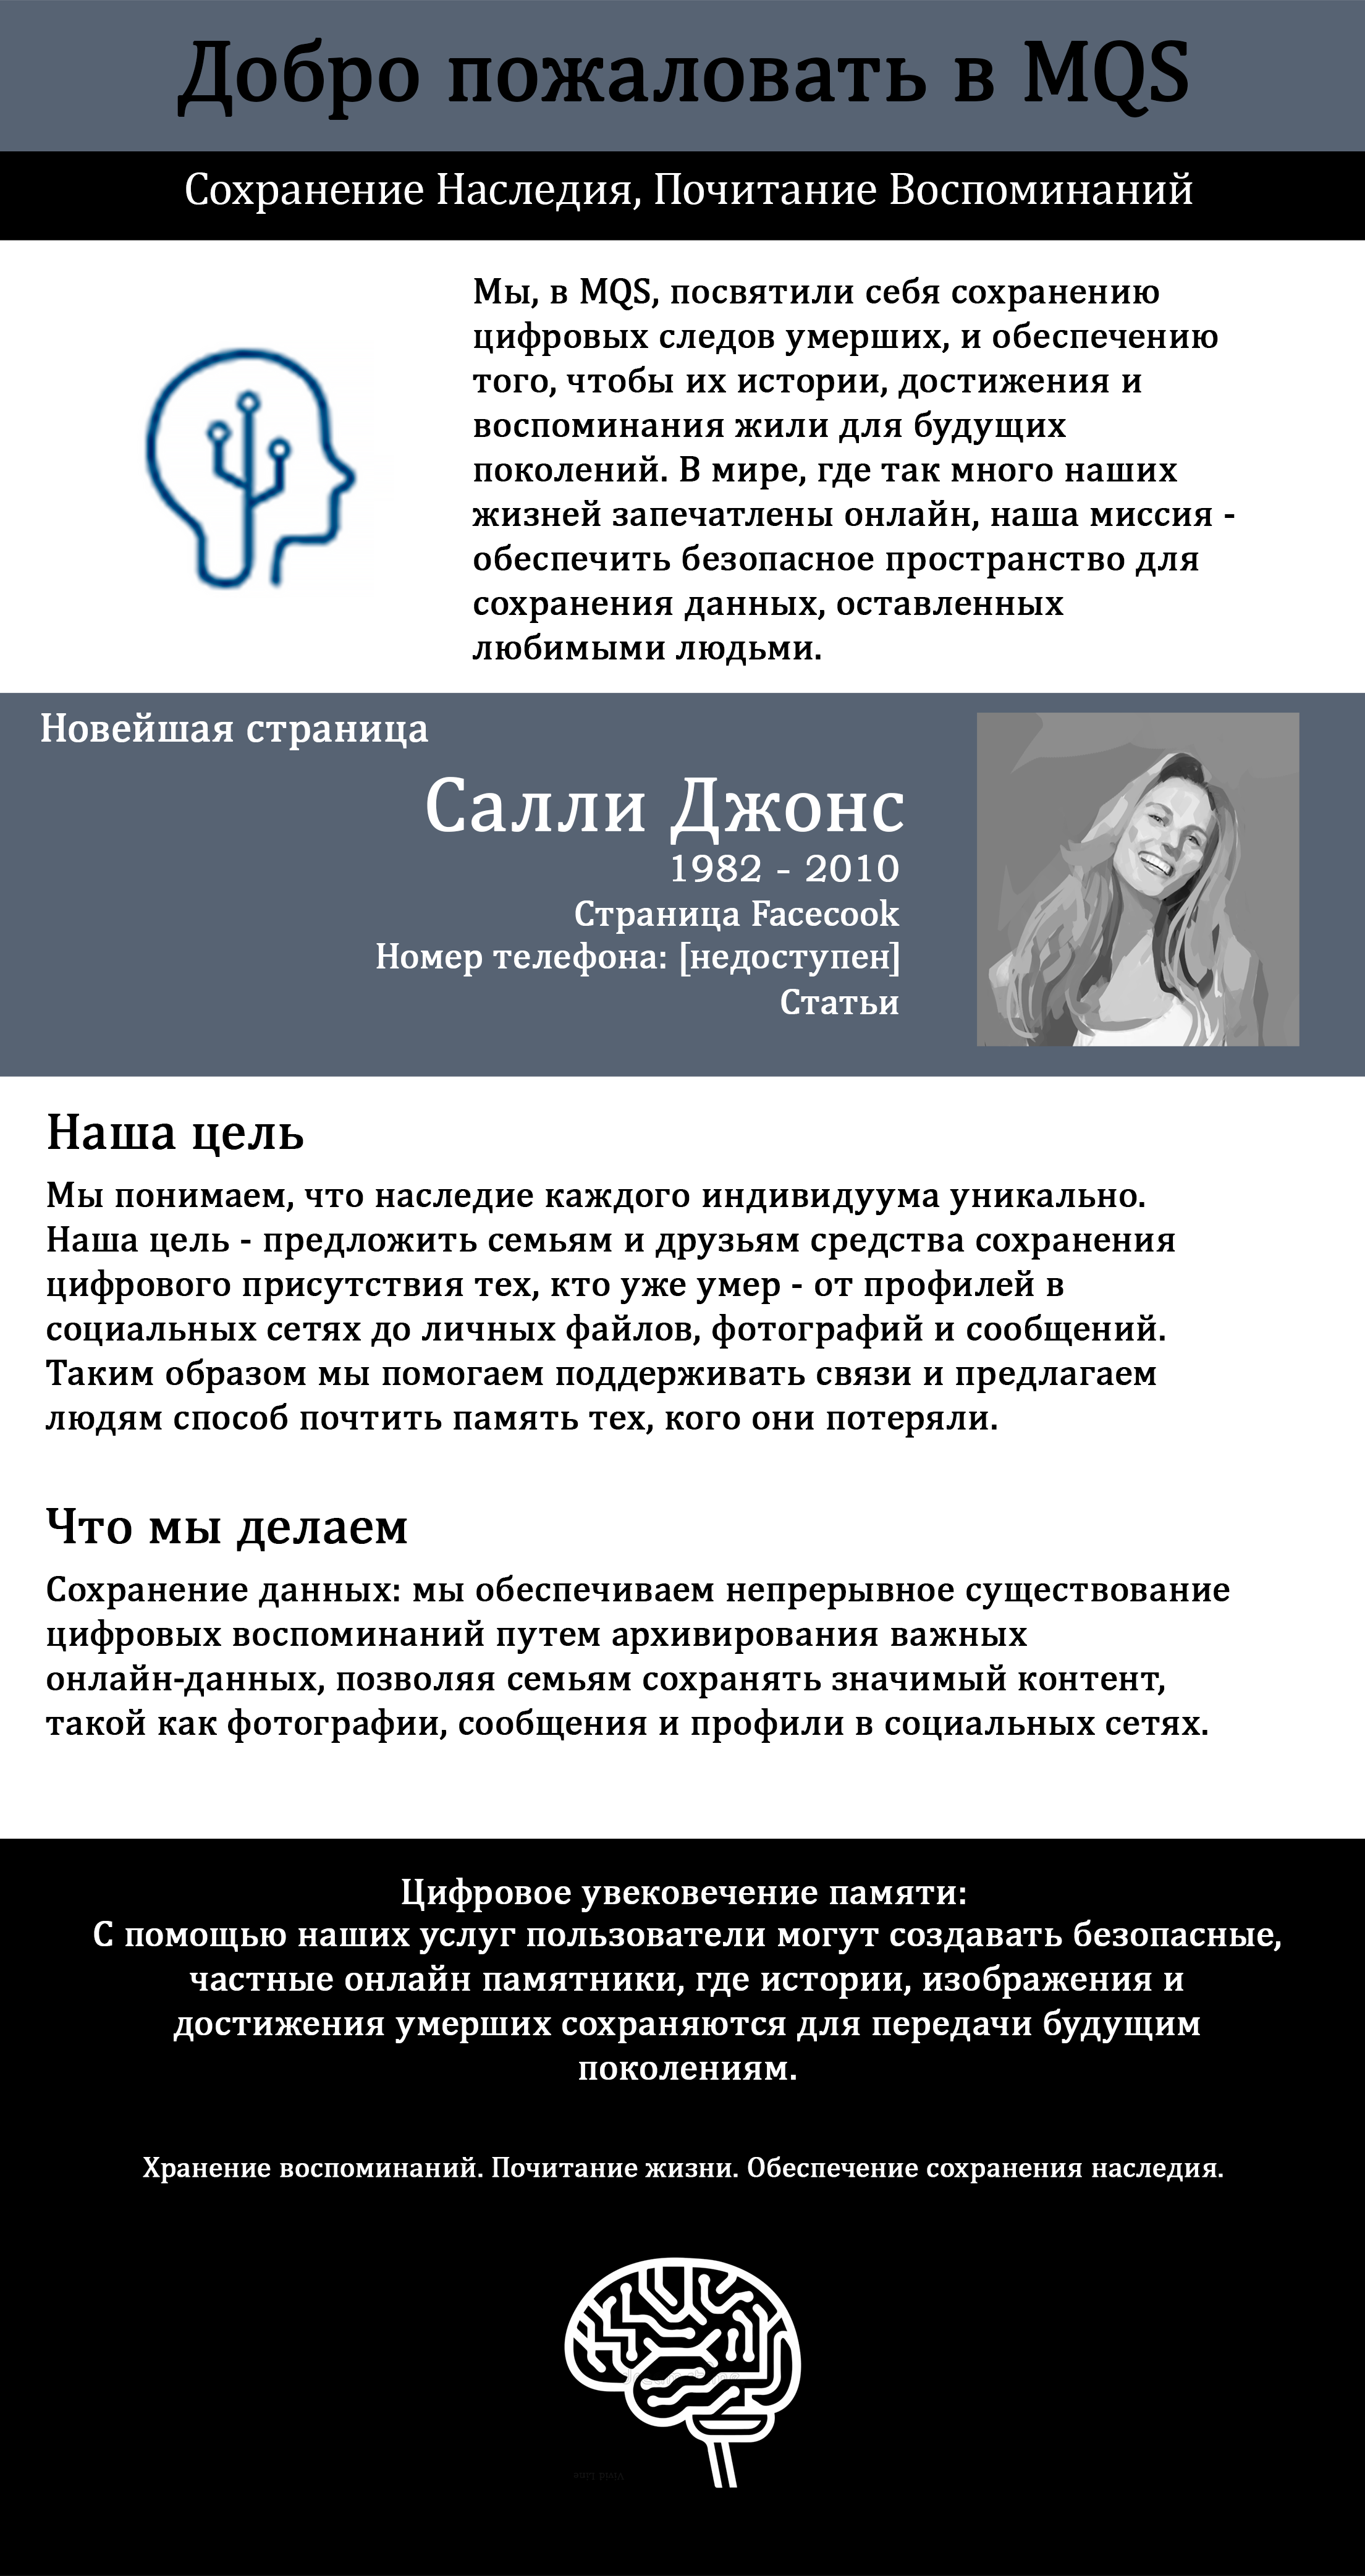 Добро пожаловать в MQS
Сохранение Наследия, Почитание Воспоминаний
Мы, в MQS, посвятили себя сохранению
цифровых следов умерших, и обеспечению
того, чтобы их истории, достижения и
воспоминания жили для будущих
поколений. В мире, где так много наших
жизней запечатлены онлайн, наша миссия -
обеспечить безопасное пространство для
сохранения данных, оставленных
любимыми людьми.
Новейшая страница
Салли Джонс
1982 - 2010
Страница Facecook
Номер телефона: [недоступен]
Статьи
Наша цель
Мы понимаем, что наследие каждого индивидуума уникально.
Наша цель - предложить семьям и друзьям средства сохранения
цифрового присутствия тех, кто уже умер - от профилей в
социальных сетях до личных файлов, фотографий и сообщений.
Таким образом мы помогаем поддерживать связи и предлагаем
людям способ почтить память тех, кого они потеряли.
Что мы делаем
Сохранение данных: мы обеспечиваем непрерывное существование
цифровых воспоминаний путем архивирования важных
онлайн-данных, позволяя семьям сохранять значимый контент,
такой как фотографии, сообщения и профили в социальных сетях.
Цифровое увековечение памяти:
С помощью наших услуг пользователи могут создавать безопасные,
частные онлайн памятники, где истории, изображения и
достижения умерших сохраняются для передачи будущим
поколениям.
Хранение воспоминаний. Почитание жизни. Обеспечение сохранения наследия.